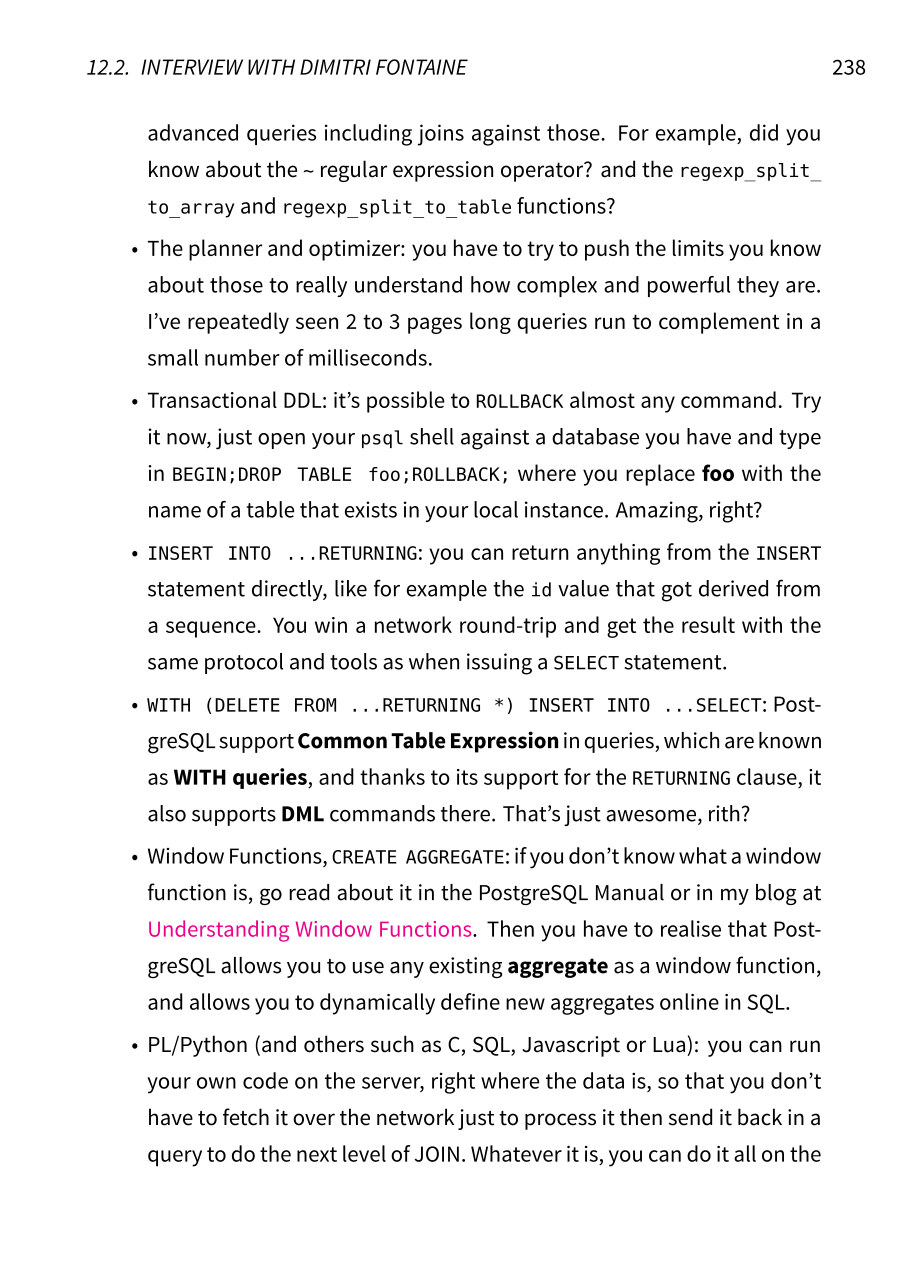 12.2. INTERVIEW WITH DIMITRI FONTAINE 238
advanced queries including joins against those. For example, did you
know about the ~ regular expression operator? and the regexp_split_
to_array and regexp_split_to_table functions?
• The planner and optimizer: you have to try to push the limits you know
about those to really understand how complex and powerful they are.
I’ve repeatedly seen 2 to 3 pages long queries run to complement in a
small number of milliseconds.
• Transactional DDL: it’s possible to ROLLBACK almost any command. Try
it now, just open your psql shell against a database you have and type
in BEGIN;DROP TABLE foo;ROLLBACK; where you replace foo with the
name of a table that exists in your local instance. Amazing, right?
• INSERT INTO ...RETURNING: you can return anything from the INSERT
statement directly, like for example the id value that got derived from
a sequence. You win a network round-trip and get the result with the
same protocol and tools as when issuing a SELECT statement.
• WITH (DELETE FROM ...RETURNING *) INSERT INTO ...SELECT: Post-
greSQL support Common Table Expression in queries, which are known
as WITH queries, and thanks to its support for the RETURNING clause, it
also supports DML commands there. That’s just awesome, rith?
• Window Functions, CREATE AGGREGATE: if you don’t know what a window
function is, go read about it in the PostgreSQL Manual or in my blog at
Understanding Window Functions. Then you have to realise that Post-
greSQL allows you to use any existing aggregate as a window function,
and allows you to dynamically define new aggregates online in SQL.
• PL/Python (and others such as C, SQL, Javascript or Lua): you can run
your own code on the server, right where the data is, so that you don’t
have to fetch it over the network just to process it then send it back in a
query to do the next level of JOIN. Whatever it is, you can do it all on the